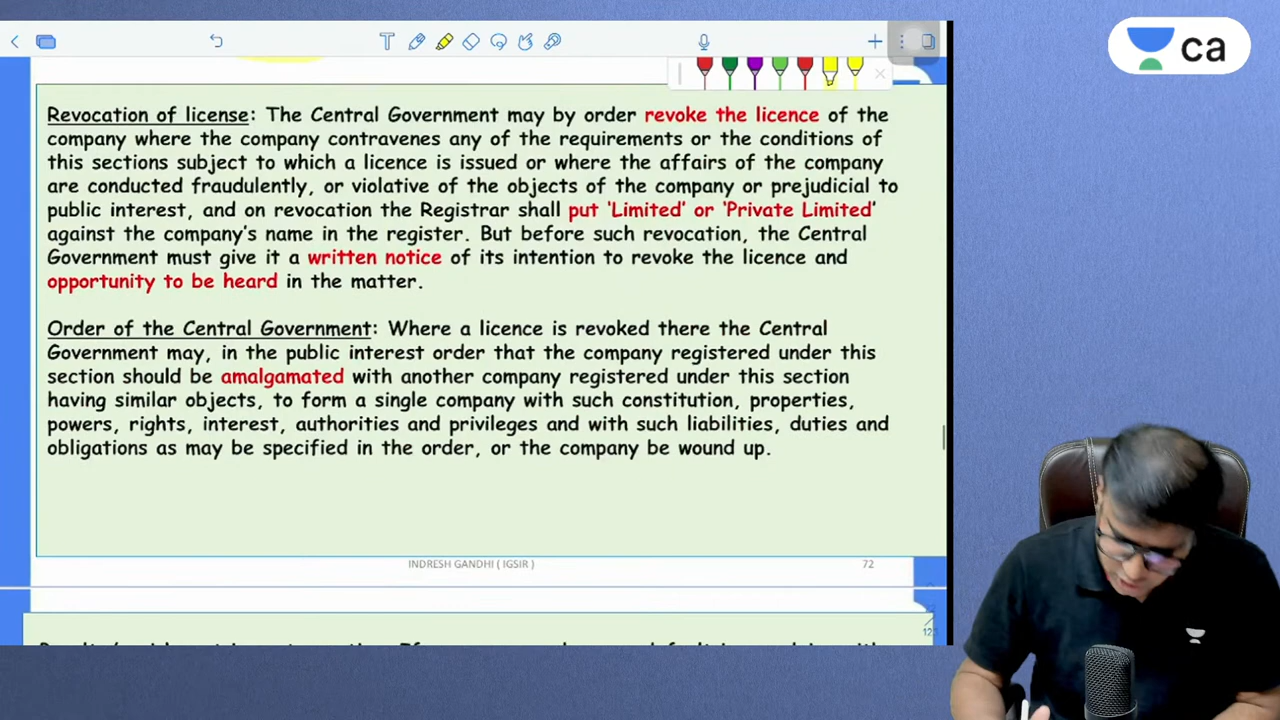 ca
Revocation of license: The Central Government may by order revoke the licence of the
company where the company contravenes any of the requirements or the conditions of
this sections subject to which a licence is issued or where the affairs of the company
are conducted fraudulently, or violative of the objects of the company or prejudicial to
public interest, and on revocation the Registrar shall put ‘Limited’ or ‘Private Limited’
against the company’s name in the register. But before such revocation, the Central
Government must give it a written notice of its intention to revoke the licence and
opportunity to be heard in the matter.
Order of the Central Government: Where a licence is revoked there the Central
Government may, in the public interest order that the company registered under this
section should be amalgamated with another company registered under this section
having similar objects, to form a single company with such constitution, properties,
powers, rights, interest, authorities and privileges and with such liabilities, duties and
obligations as may be specified in the order, or the company be wound up.
INDRESH GANDHI ( IGSIR )
72